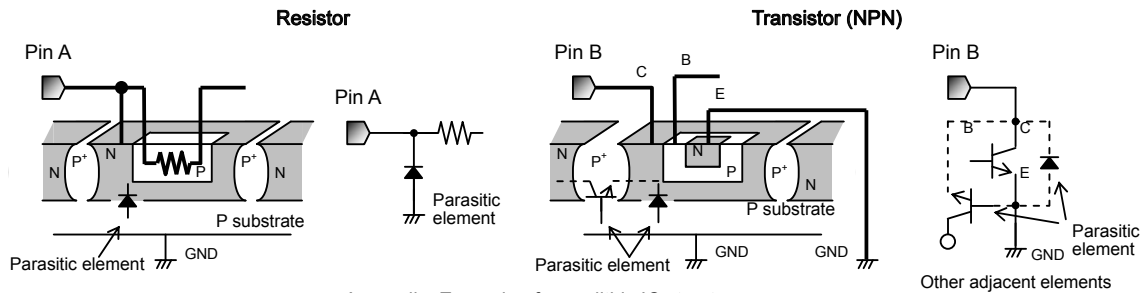 Resistor
Pin A
N
P+
N
P
P+
N
P substrate
Parasitic element
GND
Pin A
Parasitic
element
Transistor (NPN)
Pin B
C
B
E
N
P+
N
P
P+
N
P substrate
Parasitic element
GND
GND
Pin B
B
C
E
GND
Parasitic
element
Other adjacent elements